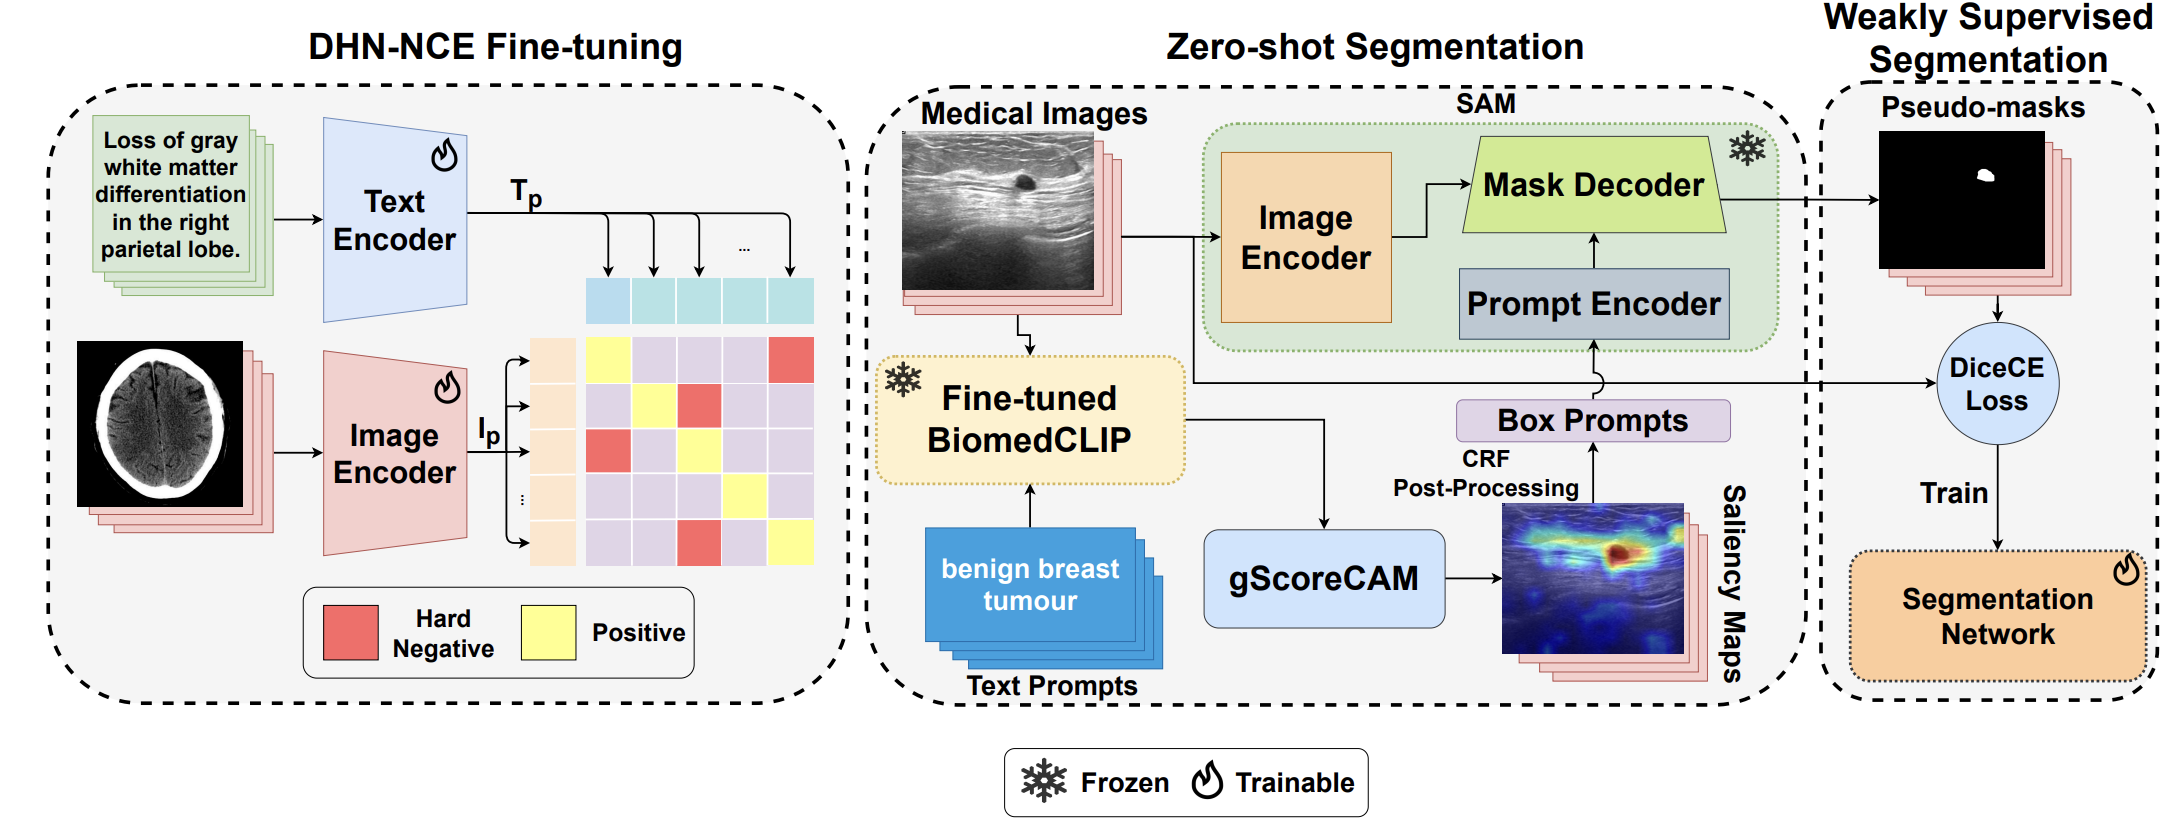 DHN-NCE Fine-tuning
Loss of gray
white matter
differentiation
in the right
parietal lobe.
Text
Encoder
Tp
...
Image
Encoder
Ip
...
Hard
Negative
Positive
Zero-shot Segmentation
Medical Images
SAM
Image
Encoder
Mask Decoder
Prompt Encoder
Fine-tuned
BiomedCLIP
Box Prompts
CRF
Post-Processing
benign breast
tumour
Text Prompts
gScoreCAM
Saliency Maps
Weakly Supervised
Segmentation
Pseudo-masks
DiceCE
Loss
Train
Segmentation
Network
Frozen
Trainable